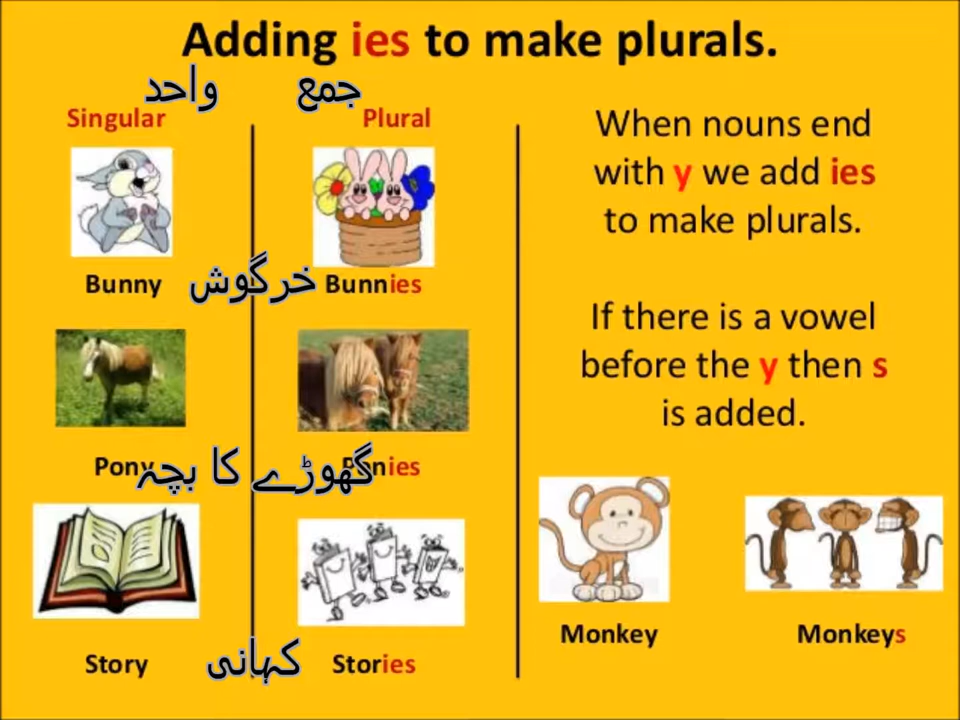 Adding ies to make plurals.
واحد جمع
Singular Plural
Bunny خرگوش Bunnies
Pony گھوڑے کا بچہ Ponies
Story کہانی Stories
When nouns end
with y we add ies
to make plurals.
If there is a vowel
before the y then s
is added.
Monkey Monkeys